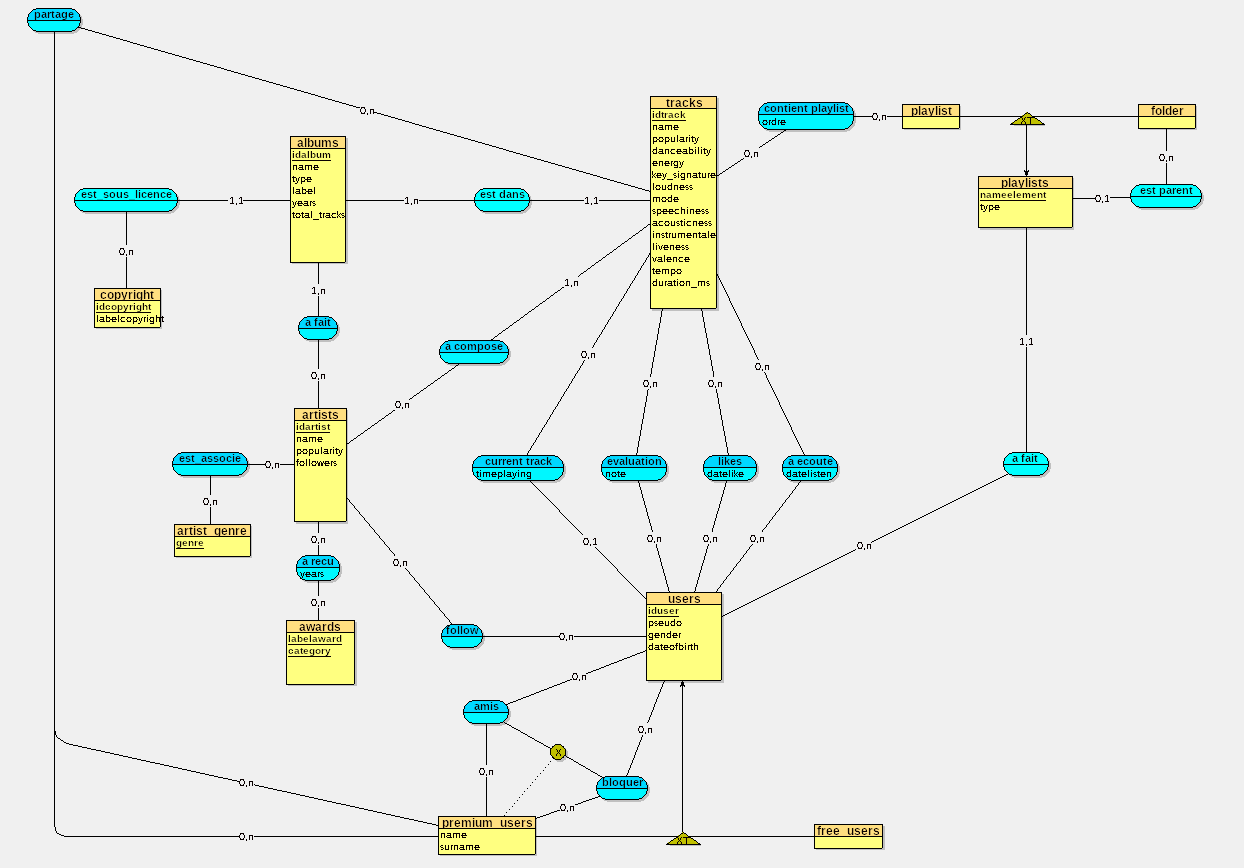 partage
0,n
tracks
idtrack
name
popularity
danceability
energy
key_signature
loudness
mode
speechiness
acousticness
instrumentale
liveness
valence
tempo
duration_ms
contient playlist
ordre
0,n
0,n
playlist
XT
folder
0,n
playlists
nameelement
type
0,1
est parent
albums
idalbum
name
type
label
years
total_tracks
est_sous_licence
1,1
1,n
est dans
1,1
0,n
copyright
idcopyright
labelcopyright
1,n
a fait
0,n
1,n
a compose
0,n
artists
idartist
name
popularity
followers
est_associe
0,n
0,n
artist_genre
genre
0,n
a recu
years
0,n
awards
labelaward
category
0,n
follow
0,n
0,n
0,n
0,n
0,n
current track
timeplaying
evaluation
note
likes
datelike
a ecoute
datelisten
0,1
0,n
0,n
0,n
1,1
a fait
0,n
users
iduser
pseudo
gender
dateofbirth
0,n
amis
0,n
X
0,n
bloquer
0,n
0,n
0,n
premium_users
name
surname
XT
free_users